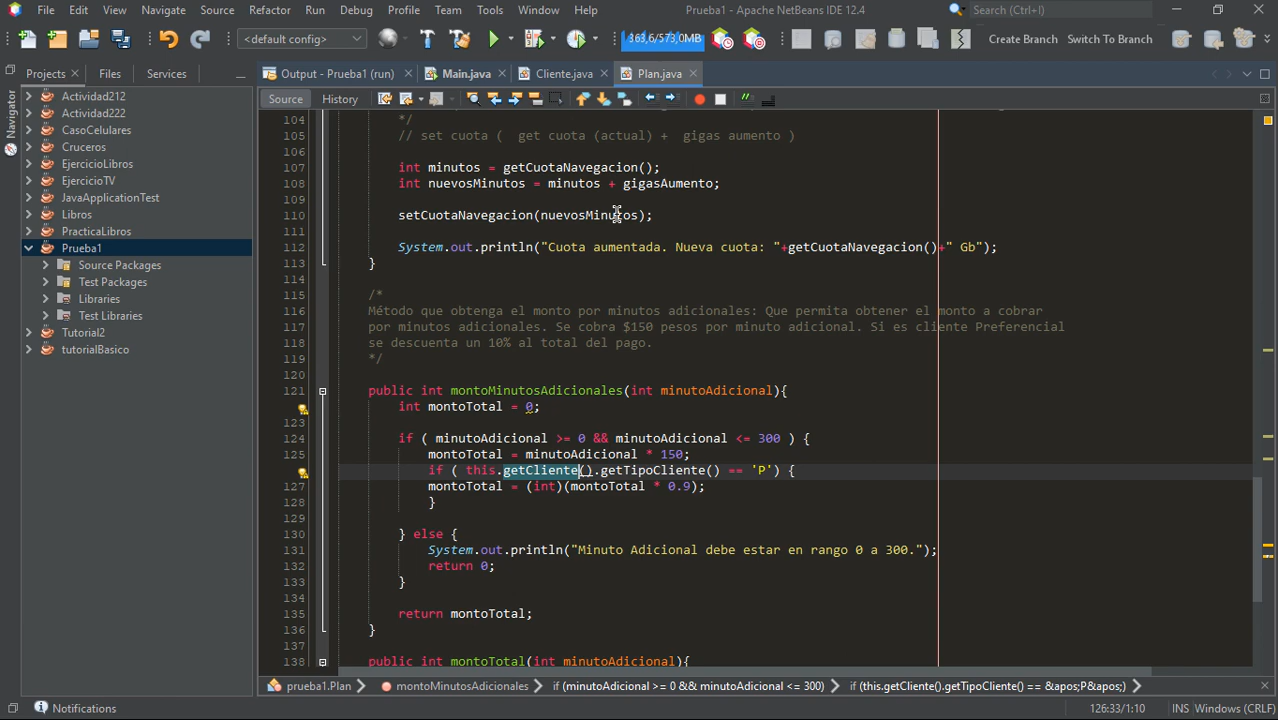 File Edit View Navigate Source Refactor Run Debug Profile Team Tools Window Help Prueba1 - Apache NetBeans IDE 12.4 Search (Ctrl+I)
<default config> 363,6/573,0MB Create Branch Switch To Branch
Projects Files Services Output - Prueba1 (run) Main.java Cliente.java Plan.java
Navigator
Source History
Actividad212
Actividad222
CasoCelulares
Cruceros
EjercicioLibros
EjercicioTV
JavaApplicationTest
Libros
PracticaLibros
Prueba1
Source Packages
Test Packages
Libraries
Test Libraries
Tutorial2
tutorialBasico
104 */
105 // set cuota ( get cuota (actual) + gigas aumento )
106
107 int minutos = getCuotaNavegacion();
108 int nuevosMinutos = minutos + gigasAumento;
109
110 setCuotaNavegacion(nuevosMinutos);
111
112 System.out.println("Cuota aumentada. Nueva cuota: "+getCuotaNavegacion()+" Gb");
113 }
114
115 /*
116 Método que obtenga el monto por minutos adicionales: Que permita obtener el monto a cobrar
117 por minutos adicionales. Se cobra $150 pesos por minuto adicional. Si es cliente Preferencial
118 se descuenta un 10% al total del pago.
119 */
120
121 public int montoMinutosAdicionales(int minutoAdicional){
int montoTotal = 0;
123
124 if ( minutoAdicional >= 0 && minutoAdicional <= 300 ) {
125 montoTotal = minutoAdicional * 150;
if ( this.getCliente().getTipoCliente() == 'P') {
127 montoTotal = (int)(montoTotal * 0.9);
128 }
129
130 } else {
131 System.out.println("Minuto Adicional debe estar en rango 0 a 300.");
132 return 0;
133 }
134
135 return montoTotal;
136 }
137
138 public int montoTotal(int minutoAdicional){
prueba1.Plan montoMinutosAdicionales if (minutoAdicional >= 0 && minutoAdicional <= 300) if (this.getCliente().getTipoCliente() == &apos;P&apos;)
Notifications 126:33/1:10 INS Windows (CRLF)